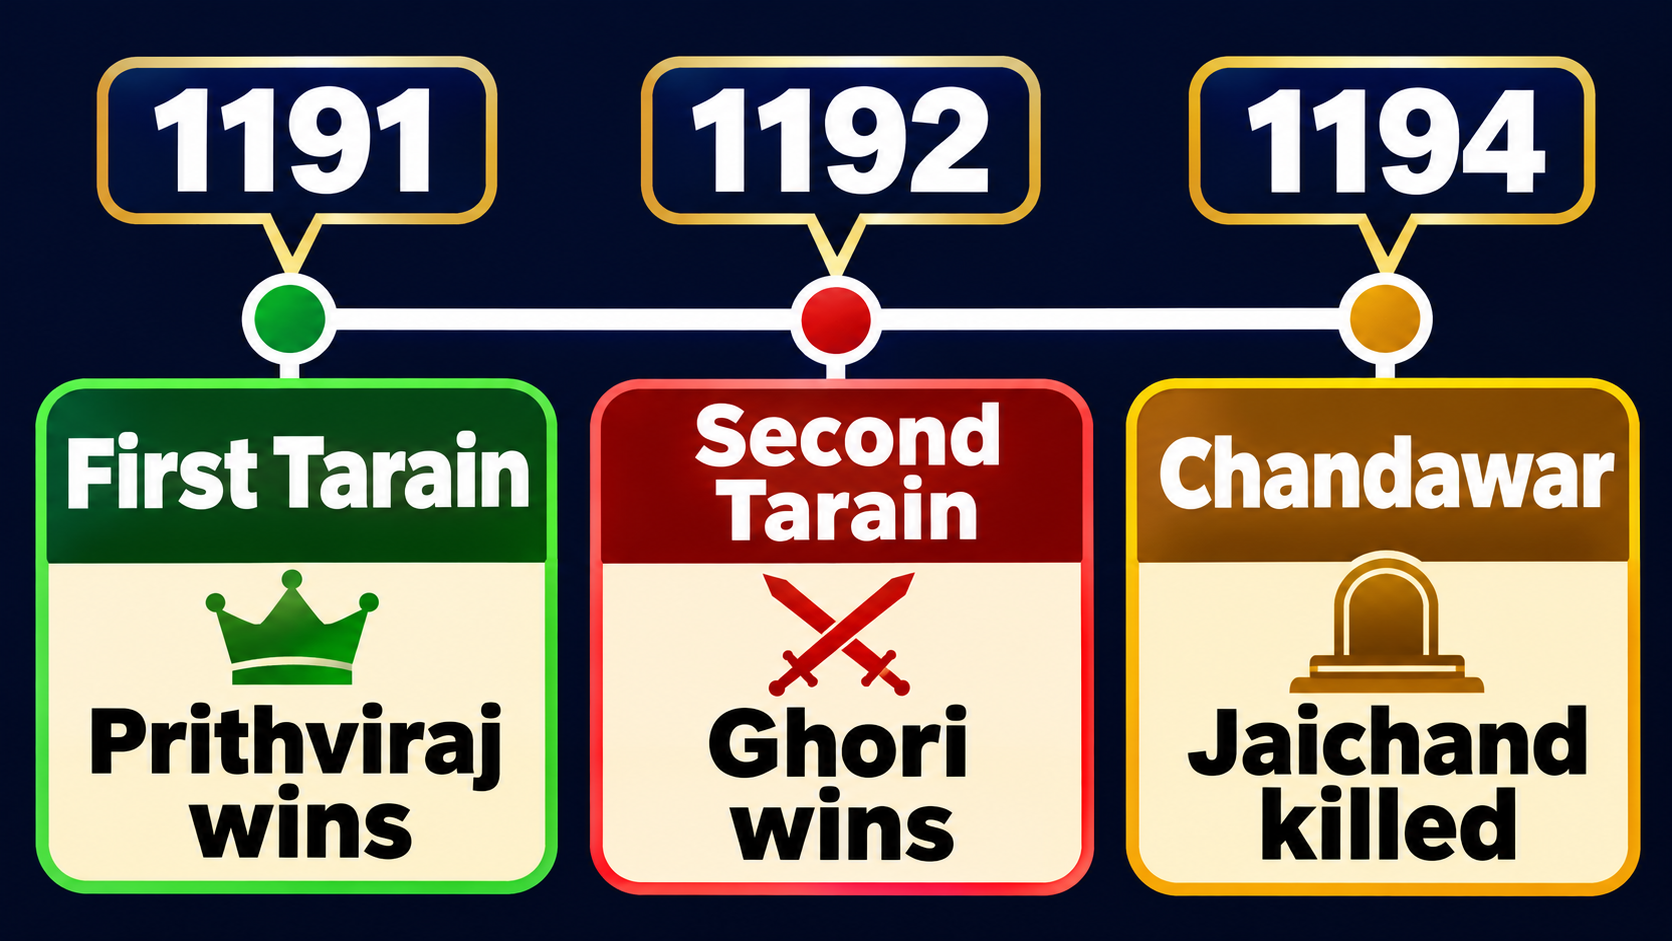 1191
1192
1194
First Tarain
Second
Tarain
Chandawar
Prithviraj
wins
Ghori
wins
Jaichand
killed